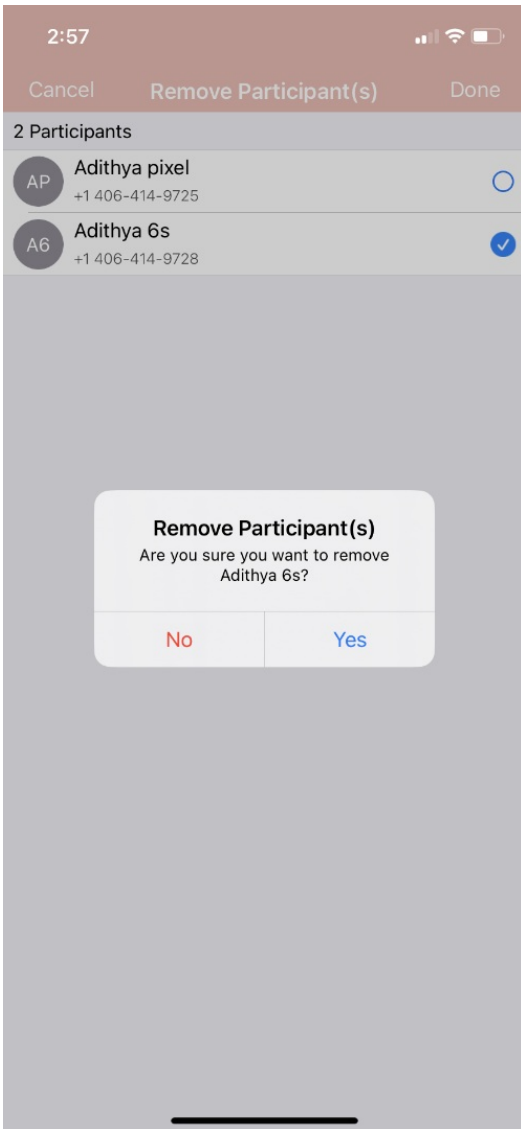 2:57
Cancel Remove Participant(s) Done
2 Participants
AP Adithya pixel
+1 406-414-9725
A6 Adithya 6s
+1 406-414-9728
Remove Participant(s)
Are you sure you want to remove
Adithya 6s?
No Yes